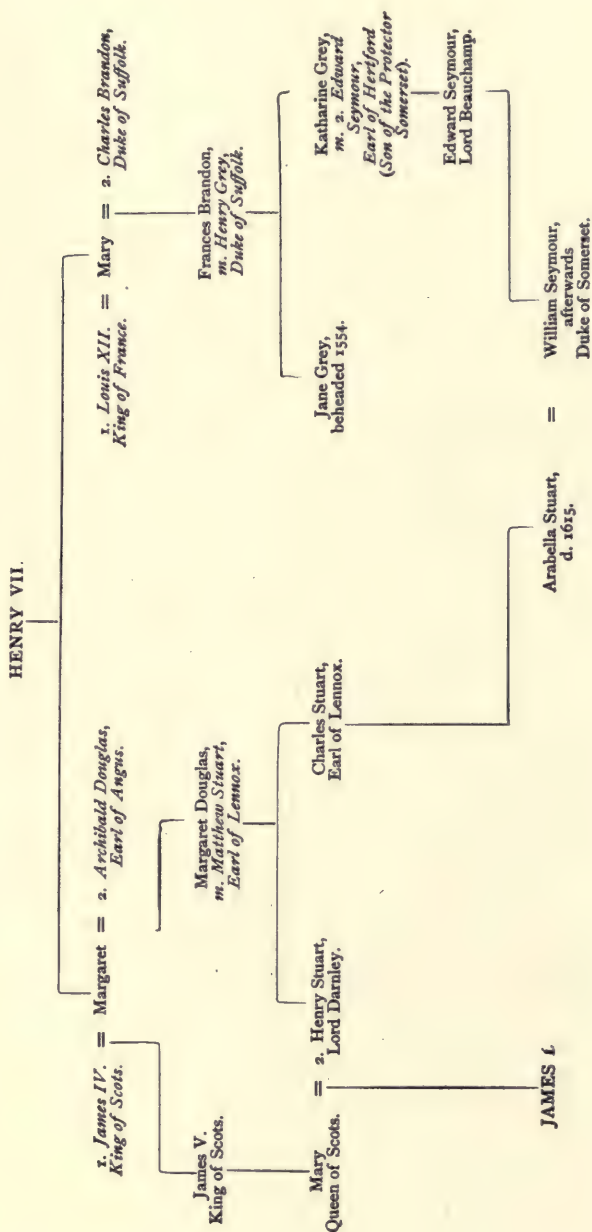 HENRY VII.
1. James IV. = Margaret = 2. Archibald Douglas,
King of Scots.
Earl of Angus.
1. Louis XII. = Mary = 2. Charles Brandon,
King of France.
Duke of Suffolk.
James V.
King of Scots.
Margaret Douglas,
m. Matthew Stuart,
Earl of Lennox.
Frances Brandon,
m. Henry Grey,
Duke of Suffolk.
Mary
Queen of Scots.
= 2. Henry Stuart,
Lord Darnley.
Charles Stuart,
Earl of Lennox.
Jane Grey,
beheaded 1554.
Katharine Grey,
m. 2. Edward
Seymour,
Earl of Hertford
(Son of the Protector
Somerset).
Edward Seymour,
Lord Beauchamp.
JAMES I.
Arabella Stuart,
d. 1615.
=
William Seymour,
afterwards
Duke of Somerset.